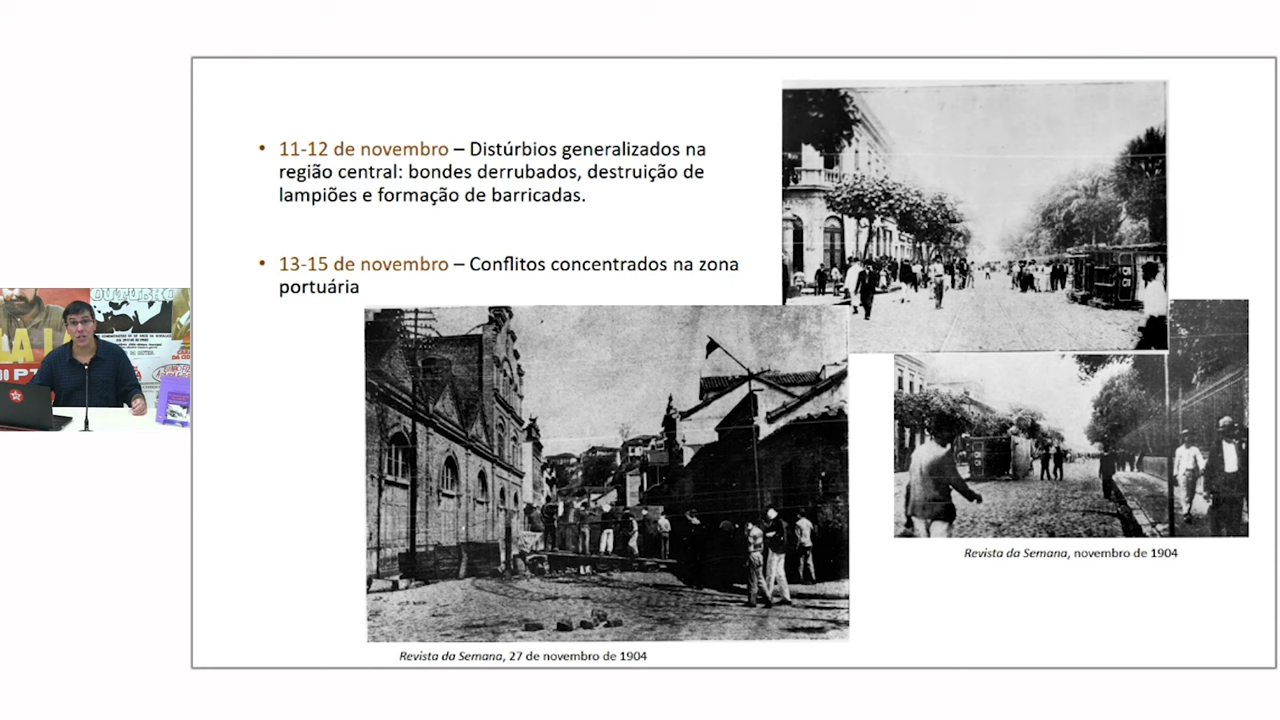 • 11-12 de novembro – Distúrbios generalizados na
região central: bondes derrubados, destruição de
lampiões e formação de barricadas.
• 13-15 de novembro – Conflitos concentrados na zona
portuária
55
Revista da Semana, novembro de 1904
Revista da Semana, 27 de novembro de 1904
OUTUBRO